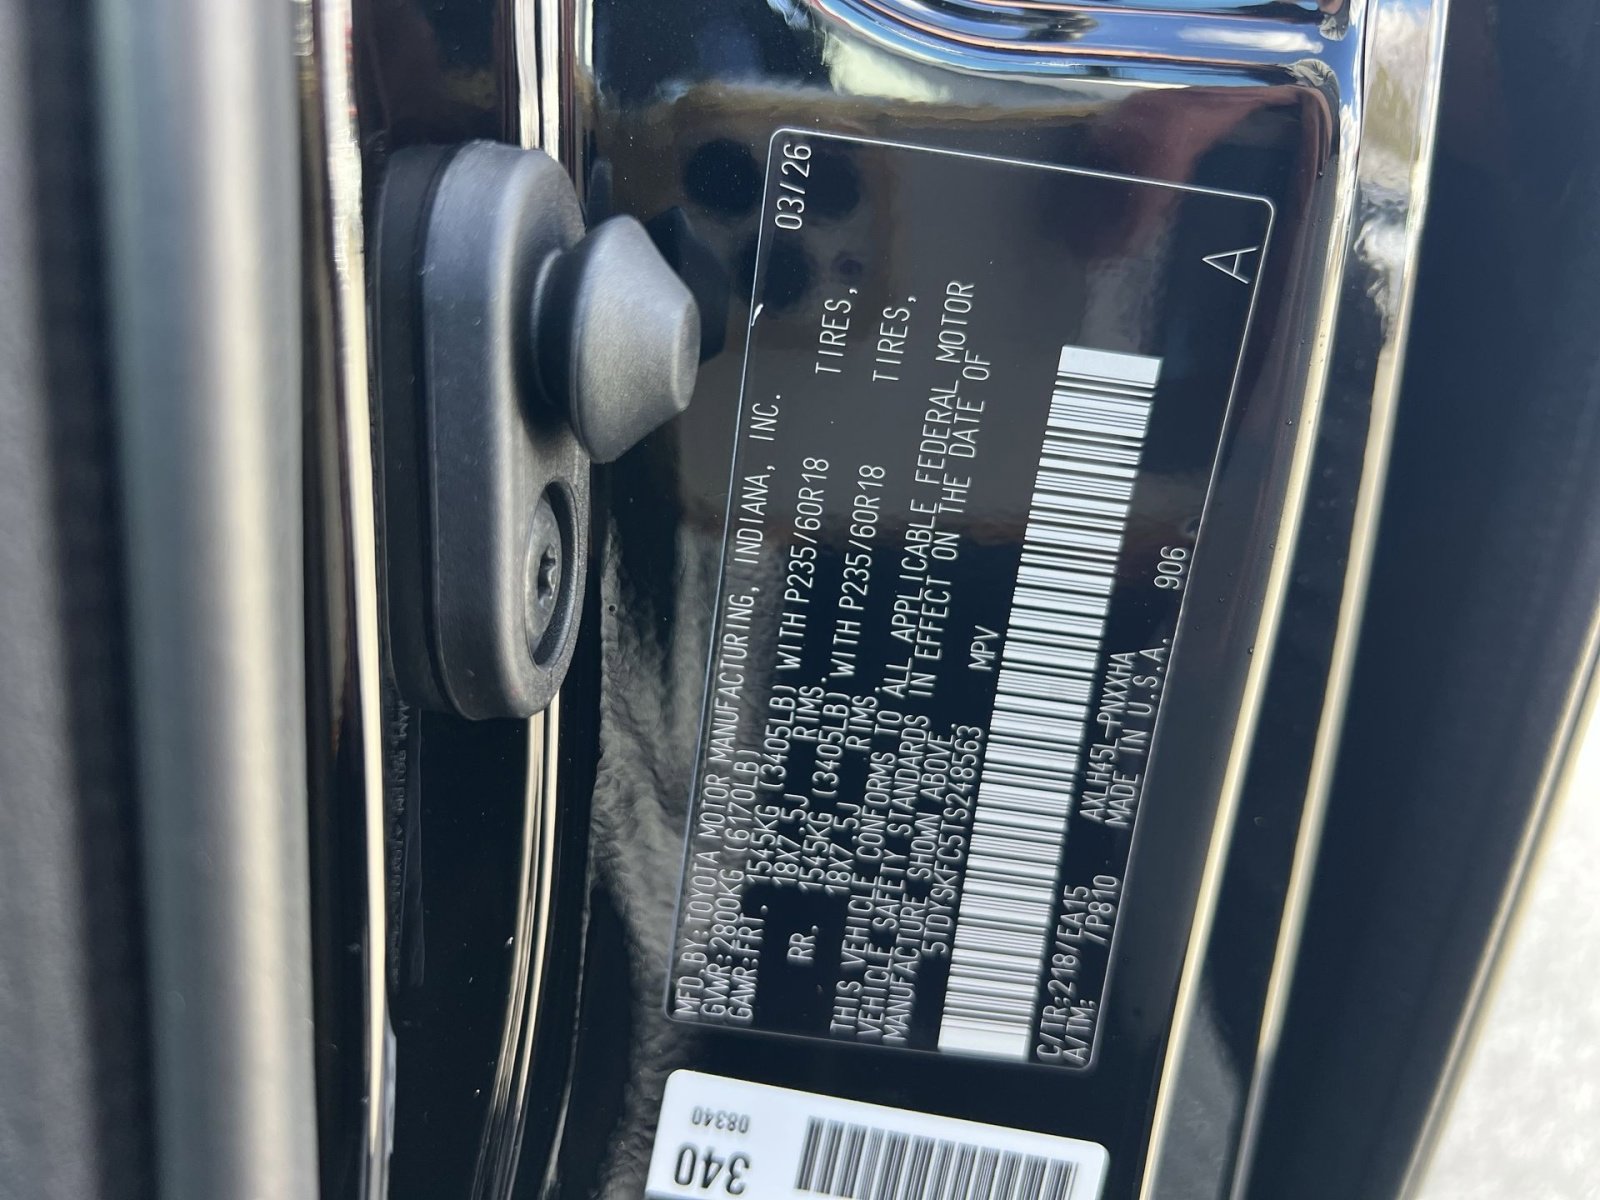 MFD.BY:TOYOTA MOTOR MANUFACTURING, INDIANA, INC. 03/26
GVWR:2800KG (6170LB)
GAWR:FRT. 1545KG (3405LB) WITH P235/60R18 TIRES,
18X7.5J RIMS.
RR. 1545KG (3405LB) WITH P235/60R18 TIRES,
18X7.5J RIMS.
THIS VEHICLE CONFORMS TO ALL APPLICABLE FEDERAL MOTOR
VEHICLE SAFETY STANDARDS IN EFFECT ON THE DATE OF
MANUFACTURE SHOWN ABOVE.
5TDYSKFC5TS248563 MPV
C/TR:218/EA15 AXLH45L-PNXXHA 906
A/TM: /P810 MADE IN U.S.A.
A
340
08340